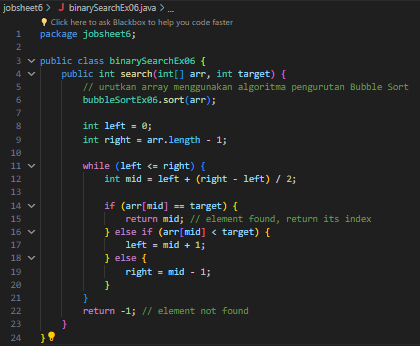 jobsheet6 > J binarySearchEx06.java > ...
Click here to ask Blackbox to help you code faster
1 package jobsheet6;
2
3 public class binarySearchEx06 {
4     public int search(int[] arr, int target) {
5         // urutkan array menggunakan algoritma pengurutan Bubble Sort
6         bubbleSortEx06.sort(arr);
7
8         int left = 0;
9         int right = arr.length - 1;
10
11         while (left <= right) {
12             int mid = left + (right - left) / 2;
13
14             if (arr[mid] == target) {
15                 return mid; // element found, return its index
16             } else if (arr[mid] < target) {
17                 left = mid + 1;
18             } else {
19                 right = mid - 1;
20             }
21         }
22         return -1; // element not found
23     }
24 }